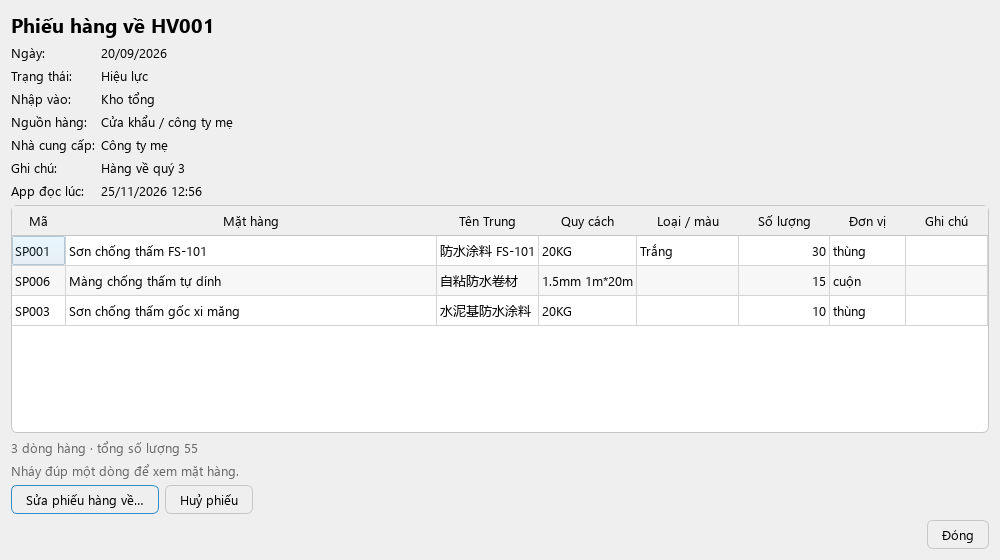 Phiếu hàng về HV001
Ngày: 20/09/2026
Trạng thái: Hiệu lực
Nhập vào: Kho tổng
Nguồn hàng: Cửa khẩu / công ty mẹ
Nhà cung cấp: Công ty mẹ
Ghi chú: Hàng về quý 3
App đọc lúc: 25/11/2026 12:56
Mã Mặt hàng Tên Trung Quy cách Loại / màu Số lượng Đơn vị Ghi chú
SP001 Sơn chống thấm FS-101 防水涂料 FS-101 20KG Trắng 30 thùng
SP006 Màng chống thấm tự dính 自粘防水卷材 1.5mm 1m*20m 15 cuộn
SP003 Sơn chống thấm gốc xi măng 水泥基防水涂料 20KG 10 thùng
3 dòng hàng · tổng số lượng 55
Nháy đúp một dòng để xem mặt hàng.
Sửa phiếu hàng về... Huỷ phiếu
Đóng